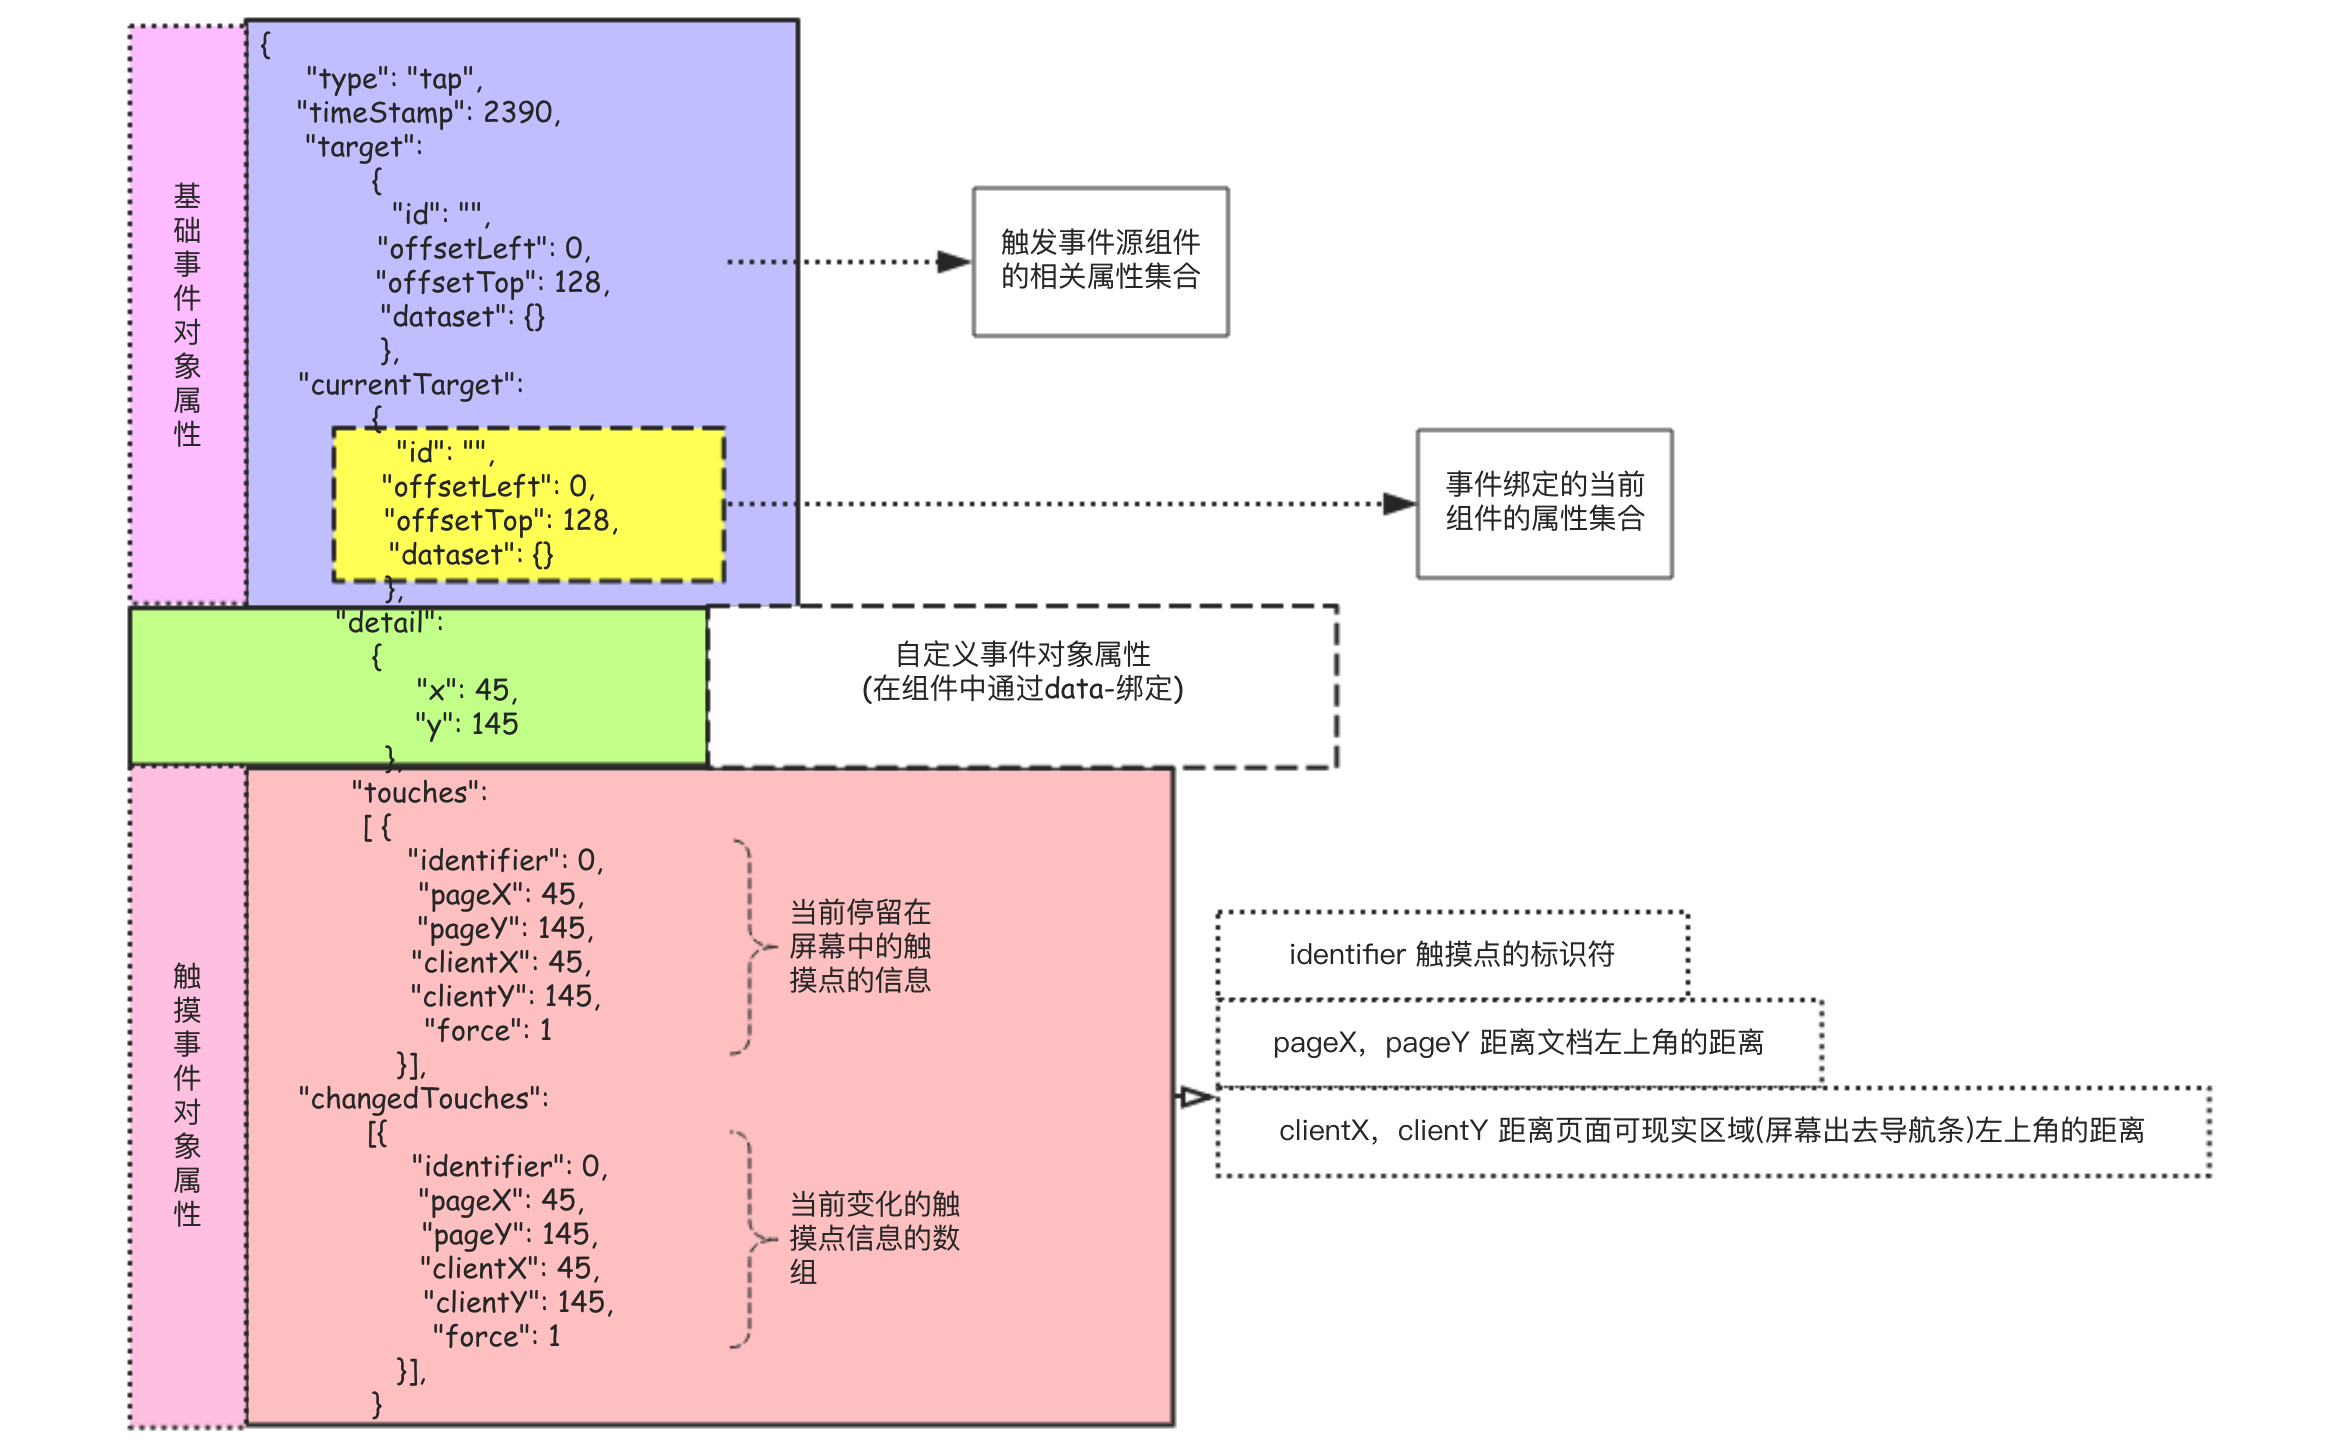 基
础
事
件
对
象
属
性
{
"type": "tap",
"timeStamp": 2390,
"target":
{
"id": "",
"offsetLeft": 0,
"offsetTop": 128,
"dataset": {}
},
"currentTarget":
{
"id": "",
"offsetLeft": 0,
"offsetTop": 128,
"dataset": {}
},
触发事件源组件
的相关属性集合
事件绑定的当前
组件的属性集合
"detail":
{
"x": 45,
"y": 145
},
自定义事件对象属性
(在组件中通过data-绑定)
触
摸
事
件
对
象
属
性
"touches":
[ {
"identifier": 0,
"pageX": 45,
"pageY": 145,
"clientX": 45,
"clientY": 145,
"force": 1
}],
"changedTouches":
[{
"identifier": 0,
"pageX": 45,
"pageY": 145,
"clientX": 45,
"clientY": 145,
"force": 1
}],
}
当前停留在
屏幕中的触
摸点的信息
当前变化的触
摸点信息的数
组
identifier 触摸点的标识符
pageX，pageY 距离文档左上角的距离
clientX，clientY 距离页面可现实区域(屏幕出去导航条)左上角的距离